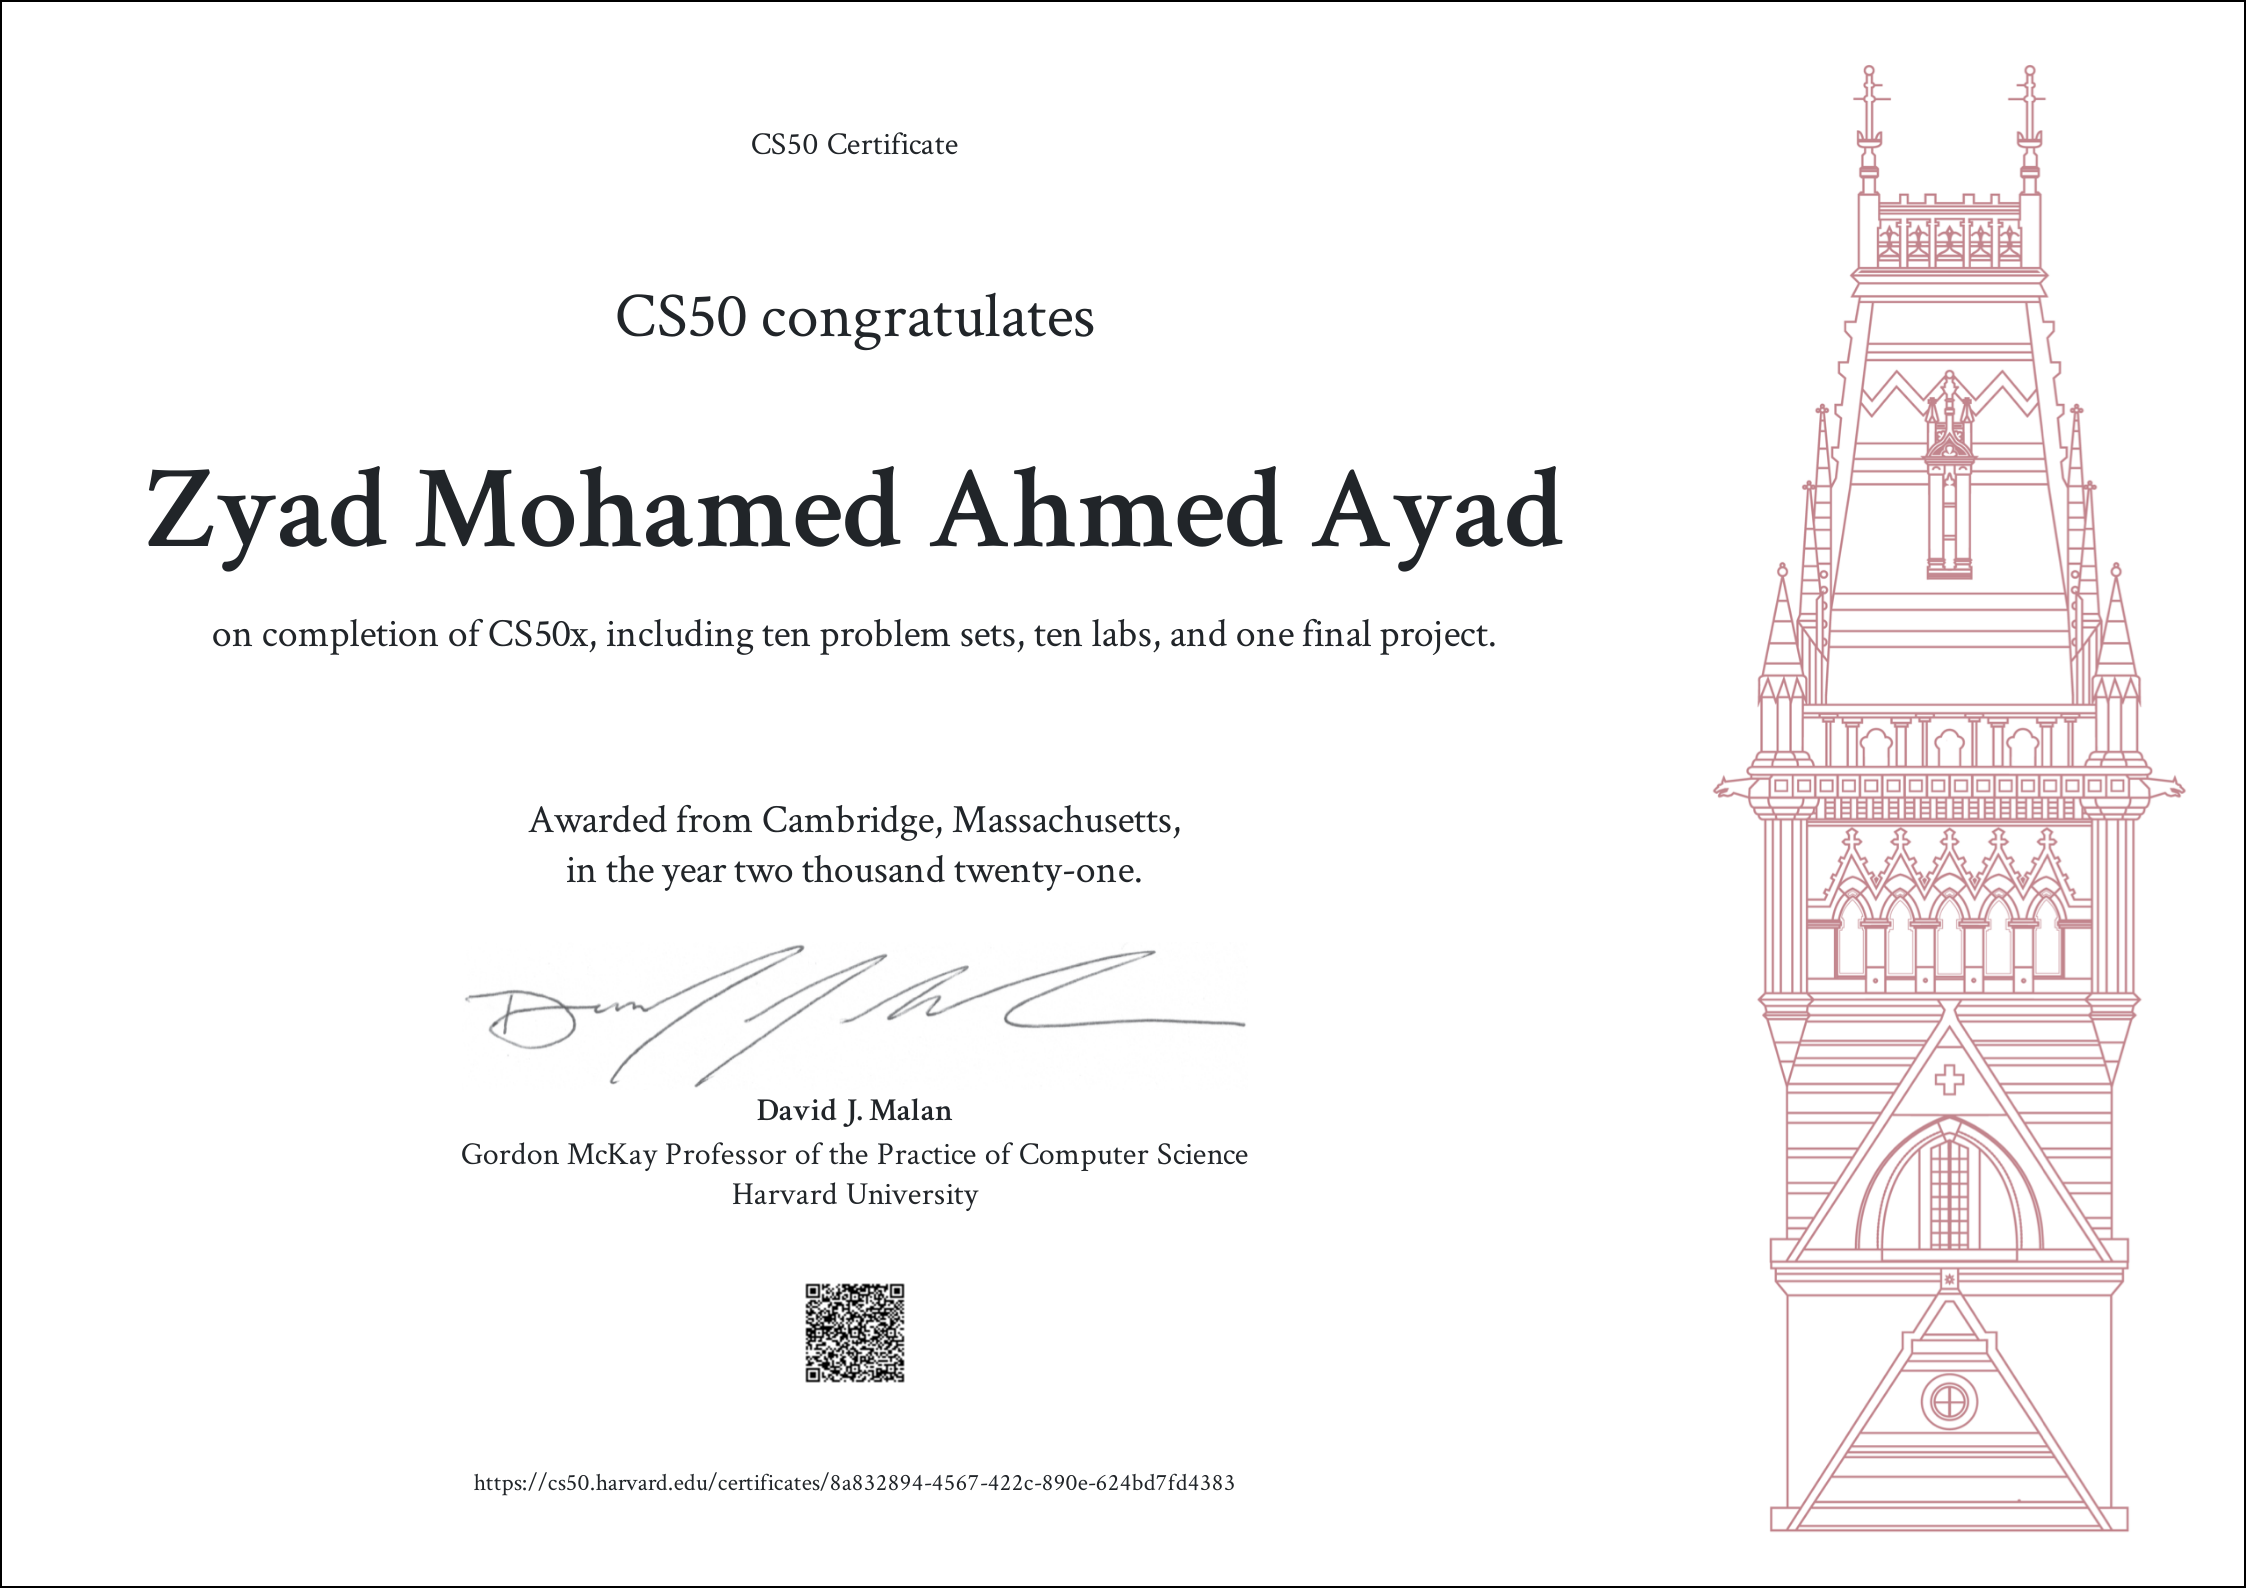 CS50 Certificate
CS50 congratulates
Zyad Mohamed Ahmed Ayad
on completion of CS50x, including ten problem sets, ten labs, and one final project.
Awarded from Cambridge, Massachusetts,
in the year two thousand twenty-one.
David J. Malan
Gordon McKay Professor of the Practice of Computer Science
Harvard University
https://cs50.harvard.edu/certificates/8a832894-4567-422c-890e-624bd7fd4383